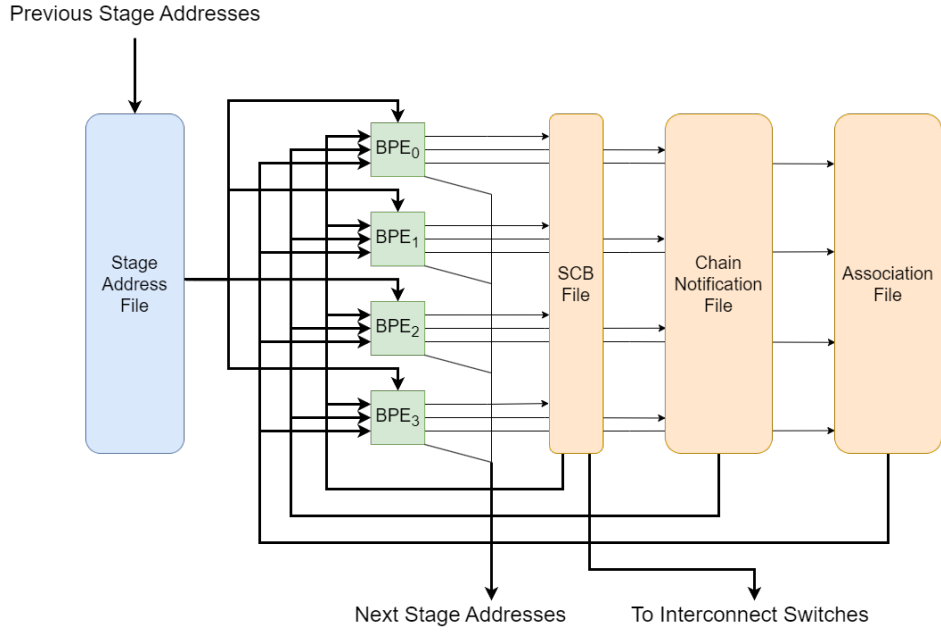 Previous Stage Addresses
Stage
Address
File
BPE0
BPE1
BPE2
BPE3
SCB
File
Chain
Notification
File
Association
File
Next Stage Addresses
To Interconnect Switches